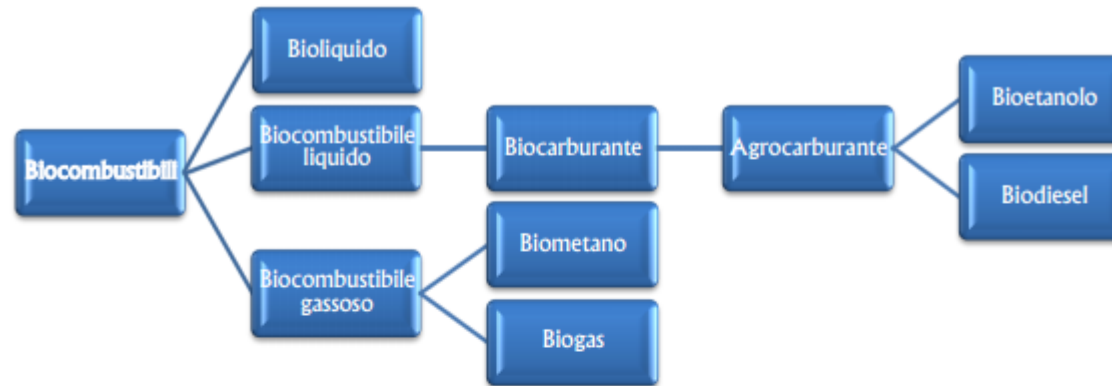 Bioliquido
Bioetanolo
Biocombustibili
Biocombustibile
liquido
Biocarburante
Agrocarburante
Biodiesel
Biometano
Biocombustibile
gassoso
Biogas